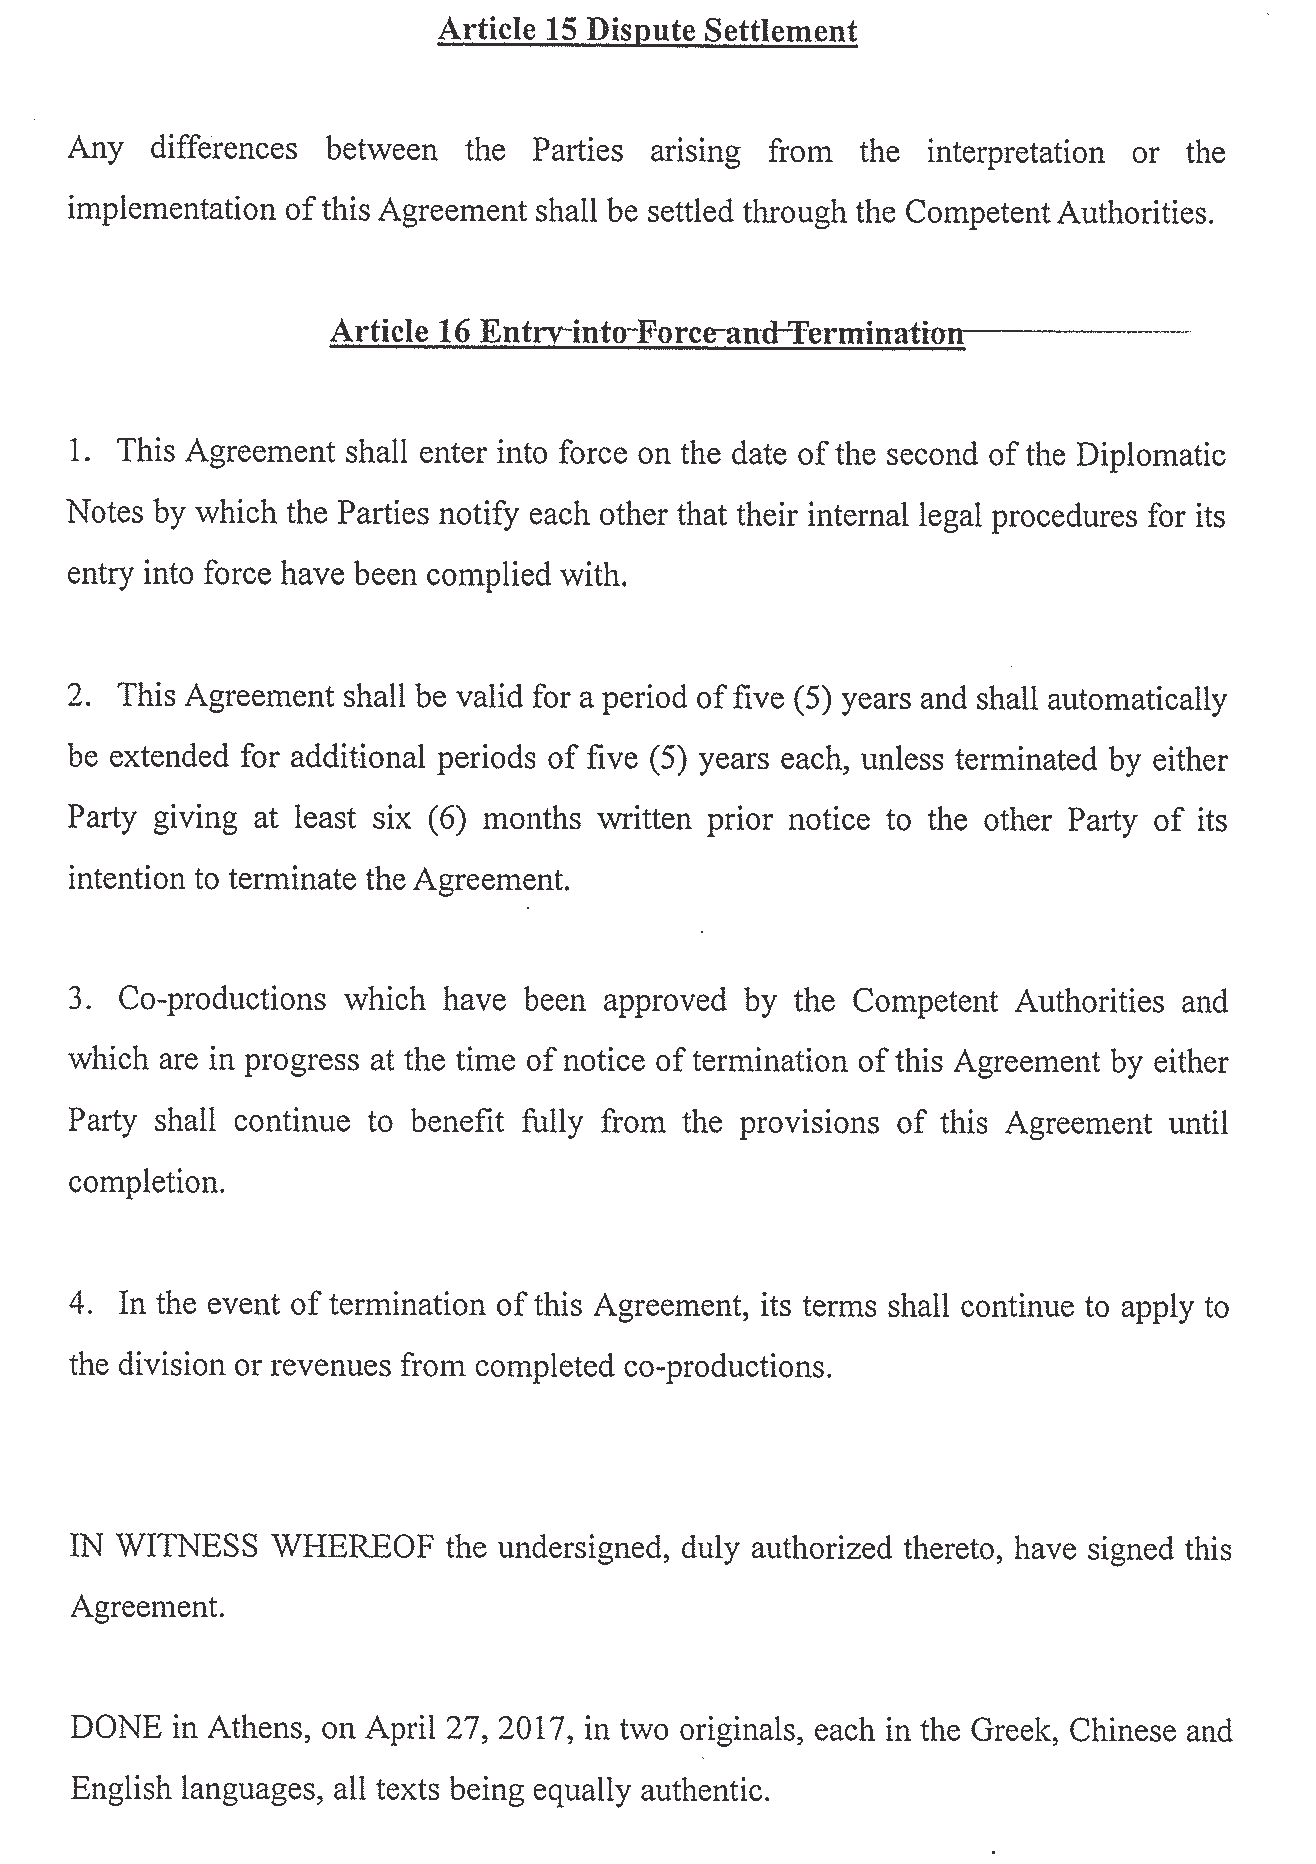 Article 15 Dispute Settlement
Any differences between the Parties arising from the interpretation or the
implementation of this Agreement shall be settled through the Competent Authorities.
Article 16 Entry into Force and Termination
1. This Agreement shall enter into force on the date of the second of the Diplomatic
Notes by which the Parties notify each other that their internal legal procedures for its
entry into force have been complied with.
2. This Agreement shall be valid for a period of five (5) years and shall automatically
be extended for additional periods of five (5) years each, unless terminated by either
Party giving at least six (6) months written prior notice to the other Party of its
intention to terminate the Agreement.
3. Co-productions which have been approved by the Competent Authorities and
which are in progress at the time of notice of termination of this Agreement by either
Party shall continue to benefit fully from the provisions of this Agreement until
completion.
4. In the event of termination of this Agreement, its terms shall continue to apply to
the division or revenues from completed co-productions.
IN WITNESS WHEREOF the undersigned, duly authorized thereto, have signed this
Agreement.
DONE in Athens, on April 27, 2017, in two originals, each in the Greek, Chinese and
English languages, all texts being equally authentic.